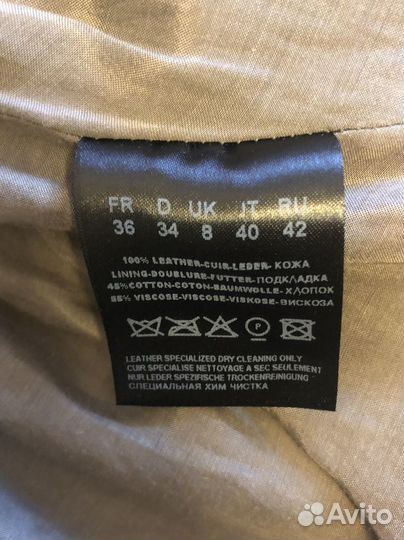 FR D UK IT RU
36 34 8 40 42
100% LEATHER-CUIR-LEDER- КОЖА
LINING-DOUBLURE-FUTTER-ПОДКЛАДКА
45%COTTON-COTON-BAUMWOLLE-ХЛОПОК
55% VISCOSE-VISCOSE-VISKOSE-ВИСКОЗА
P
LEATHER SPECIALIZED DRY CLEANING ONLY
CUIR SPECIALISE NETTOYAGE A SEC SEULEMENT
NUR LEDER SPEZIFISCHE TROCKENREINIGUNG
СПЕЦИАЛЬНАЯ ХИМ ЧИСТКА
Avito